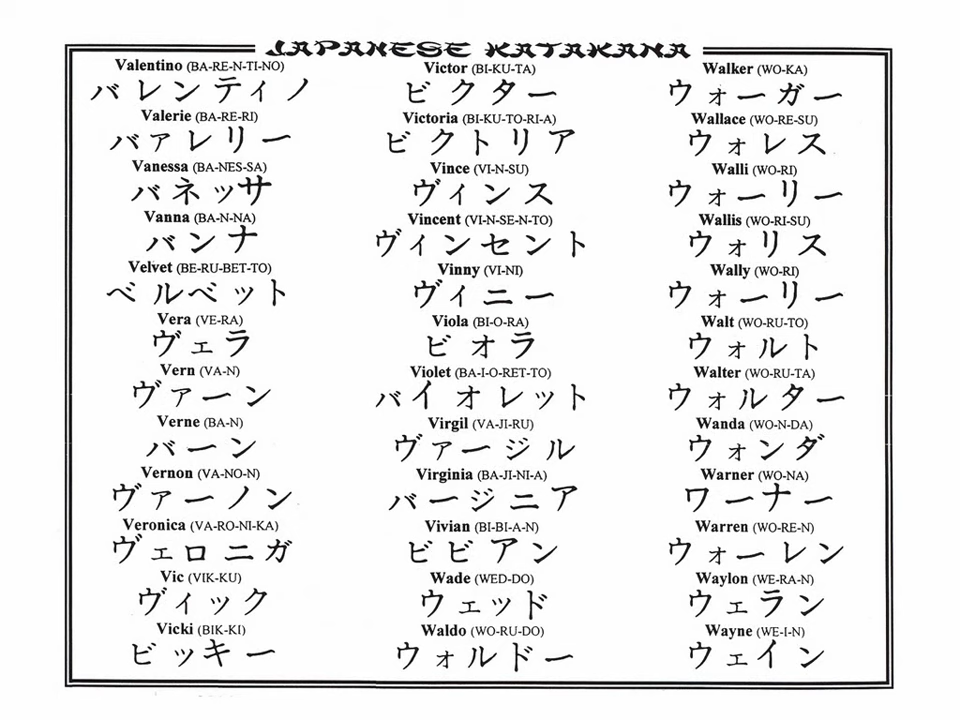 JAPANESE KATAKANA
Valentino (BA-RE-N-TI-NO)
バレンティノ
Valerie (BA-RE-RI)
バァレリー
Vanessa (BA-NES-SA)
バネッサ
Vanna (BA-N-NA)
バンナ
Velvet (BE-RU-BET-TO)
ベルベット
Vera (VE-RA)
ヴェラ
Vern (VA-N)
ヴァーン
Verne (BA-N)
バーン
Vernon (VA-NO-N)
ヴァーノン
Veronica (VA-RO-NI-KA)
ヴェロニガ
Vic (VIK-KU)
ヴィック
Vicki (BIK-KI)
ビッキー
Victor (BI-KU-TA)
ビクター
Victoria (BI-KU-TO-RI-A)
ビクトリア
Vince (VI-N-SU)
ヴィンス
Vincent (VI-N-SE-N-TO)
ヴィンセント
Vinny (VI-NI)
ヴィニー
Viola (BI-O-RA)
ビオラ
Violet (BA-I-O-RET-TO)
バイオレット
Virgil (VA-JI-RU)
ヴァージル
Virginia (BA-JI-NI-A)
バージニア
Vivian (BI-BI-A-N)
ビビアン
Wade (WED-DO)
ウェッド
Waldo (WO-RU-DO)
ウォルドー
Walker (WO-KA)
ウォーガー
Wallace (WO-RE-SU)
ウォレス
Walli (WO-RI)
ウォーリー
Wallis (WO-RI-SU)
ウォリス
Wally (WO-RI)
ウォーリー
Walt (WO-RU-TO)
ウォルト
Walter (WO-RU-TA)
ウォルター
Wanda (WO-N-DA)
ウォンダ
Warner (WO-NA)
ワーナー
Warren (WO-RE-N)
ウォーレン
Waylon (WE-RA-N)
ウェラン
Wayne (WE-I-N)
ウェイン